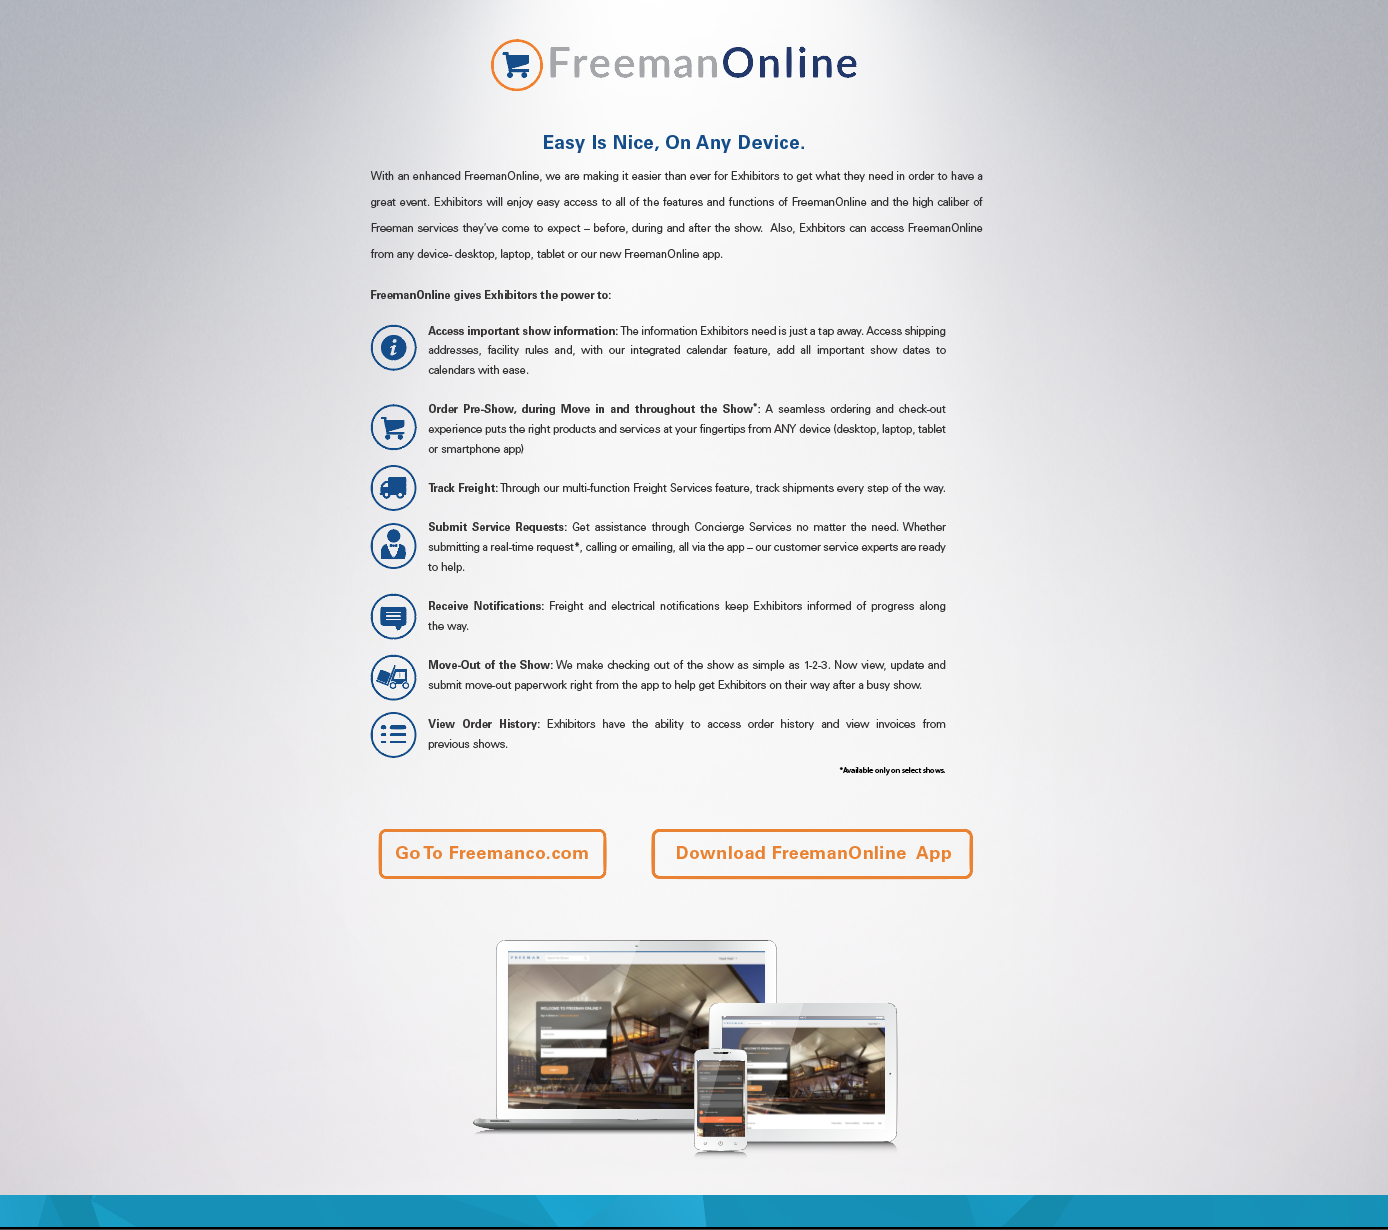 FreemanOnline
Easy Is Nice, On Any Device.
With an enhanced FreemanOnline, we are making it easier than ever for Exhibitors to get what they need in order to have a
great event. Exhibitors will enjoy easy access to all of the features and functions of FreemanOnline and the high caliber of
Freeman services they've come to expect – before, during and after the show. Also, Exhbitors can access FreemanOnline
from any device- desktop, laptop, tablet or our new FreemanOnline app.
FreemanOnline gives Exhibitors the power to:
Access important show information: The information Exhibitors need is just a tap away. Access shipping
addresses, facility rules and, with our integrated calendar feature, add all important show dates to
calendars with ease.
Order Pre-Show, during Move in and throughout the Show*: A seamless ordering and check-out
experience puts the right products and services at your fingertips from ANY device (desktop, laptop, tablet
or smartphone app)
Track Freight: Through our multi-function Freight Services feature, track shipments every step of the way.
Submit Service Requests: Get assistance through Concierge Services no matter the need. Whether
submitting a real-time request*, calling or emailing, all via the app – our customer service experts are ready
to help.
Receive Notifications: Freight and electrical notifications keep Exhibitors informed of progress along
the way.
Move-Out of the Show: We make checking out of the show as simple as 1-2-3. Now view, update and
submit move-out paperwork right from the app to help get Exhibitors on their way after a busy show.
View Order History: Exhibitors have the ability to access order history and view invoices from
previous shows.
*Available only on select shows.
Go To Freemanco.com
Download FreemanOnline App
FREEMAN
WELCOME TO FREEMAN ONLINE